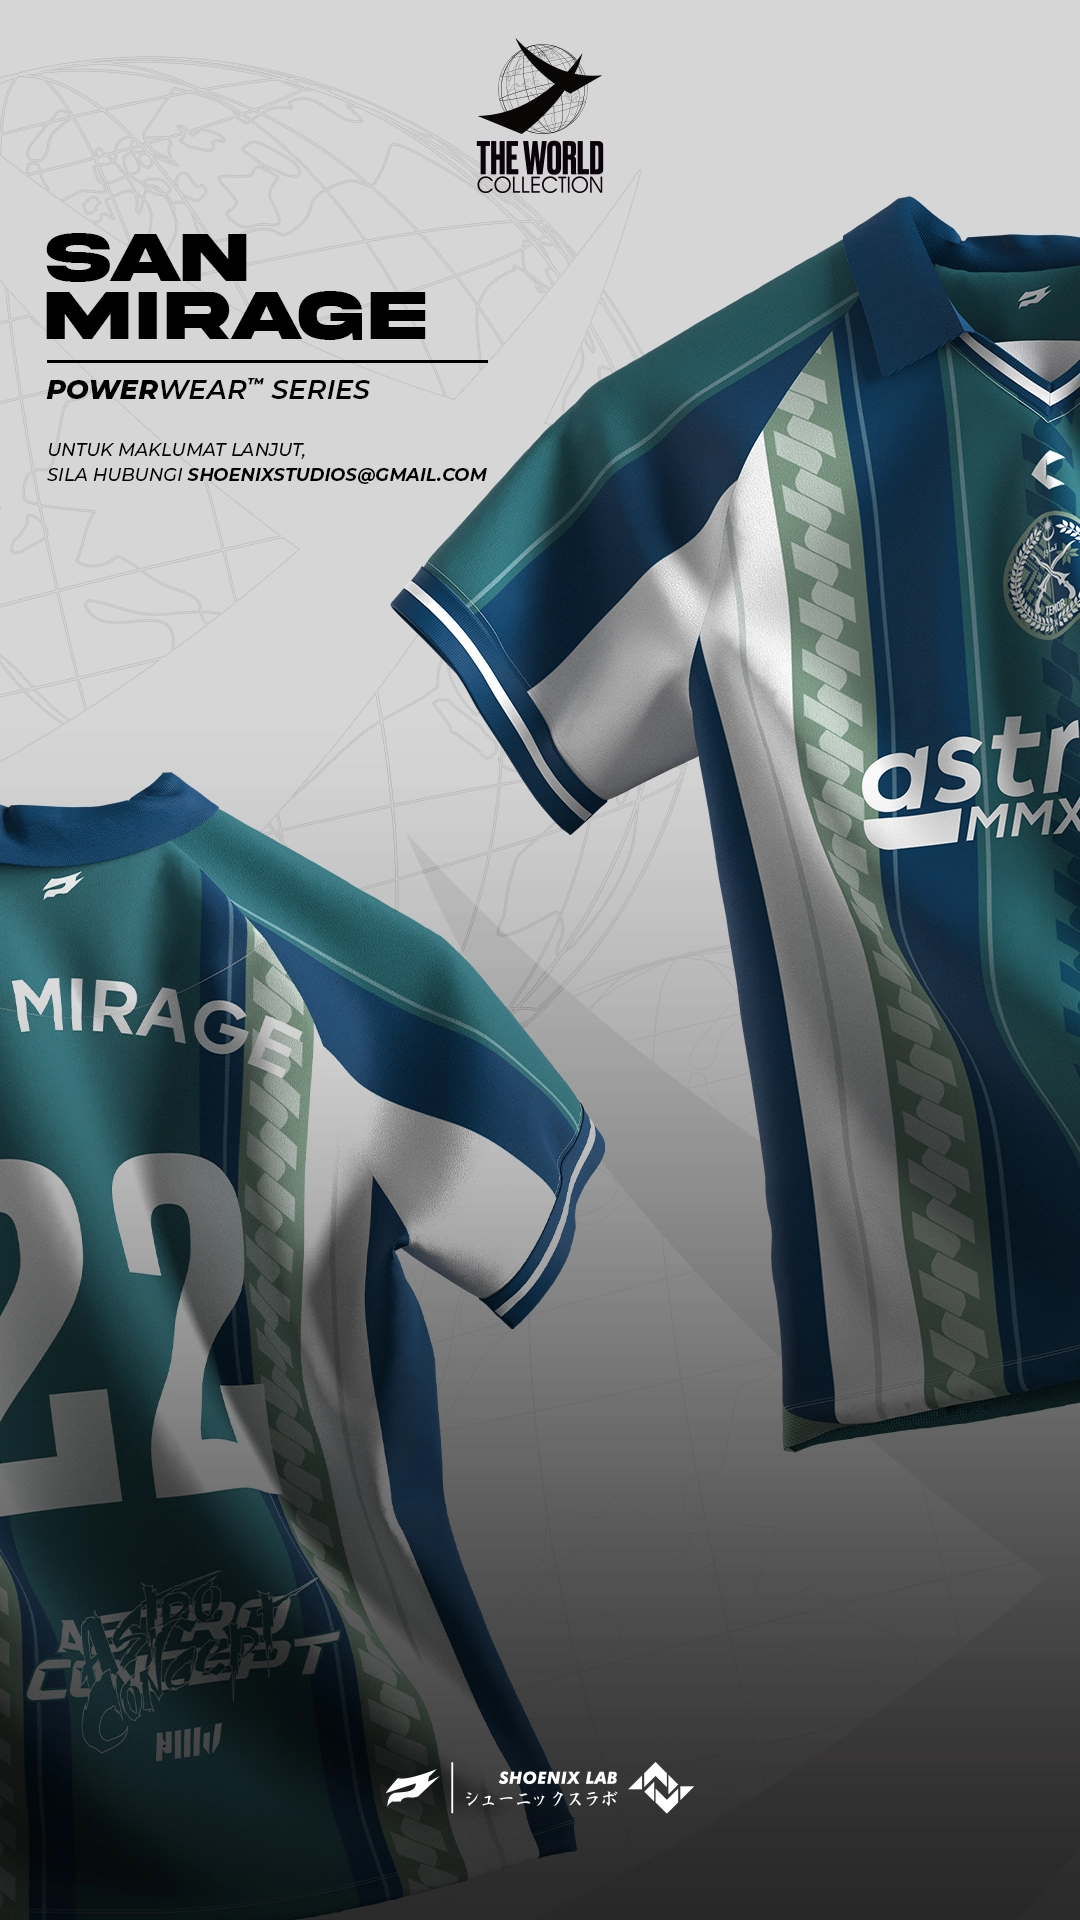 THE WORLD
COLLECTION
SAN
MIRAGE
POWERWEAR™ SERIES
UNTUK MAKLUMAT LANJUT,
SILA HUBUNGI SHOENIXSTUDIOS@GMAIL.COM
TEMOR
astr
MMX
MIRAGE
22
ASTRO
CONCEPT
SHOENIX LAB
シューニックスラボ